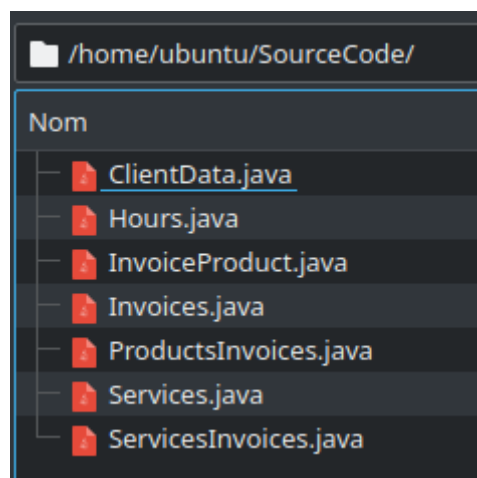 /home/ubuntu/SourceCode/
Nom
ClientData.java
Hours.java
InvoiceProduct.java
Invoices.java
ProductsInvoices.java
Services.java
ServicesInvoices.java